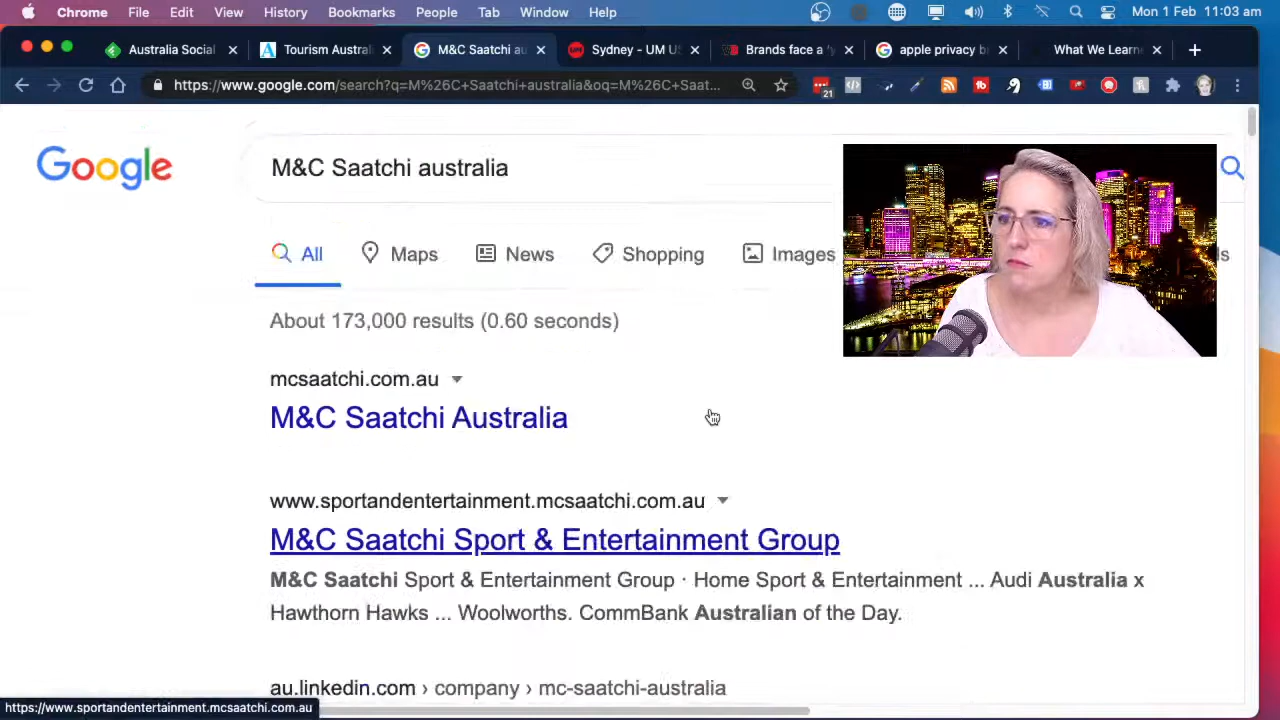 Chrome File Edit View History Bookmarks People Tab Window Help Mon 1 Feb 11:03 am
Australia Social Tourism Austral M&C Saatchi au Sydney - UM US Brands face a 'y apple privacy b What We Learne
https://www.google.com/search?q=M%26C+Saatchi+australia&oq=M%26C+Saat... 21
Google M&C Saatchi australia
All Maps News Shopping Images
About 173,000 results (0.60 seconds)
mcsaatchi.com.au
M&C Saatchi Australia
www.sportandentertainment.mcsaatchi.com.au
M&C Saatchi Sport & Entertainment Group
M&C Saatchi Sport & Entertainment Group · Home Sport & Entertainment ... Audi Australia x
Hawthorn Hawks ... Woolworths. CommBank Australian of the Day.
au.linkedin.com › company › mc-saatchi-australia
https://www.sportandentertainment.mcsaatchi.com.au